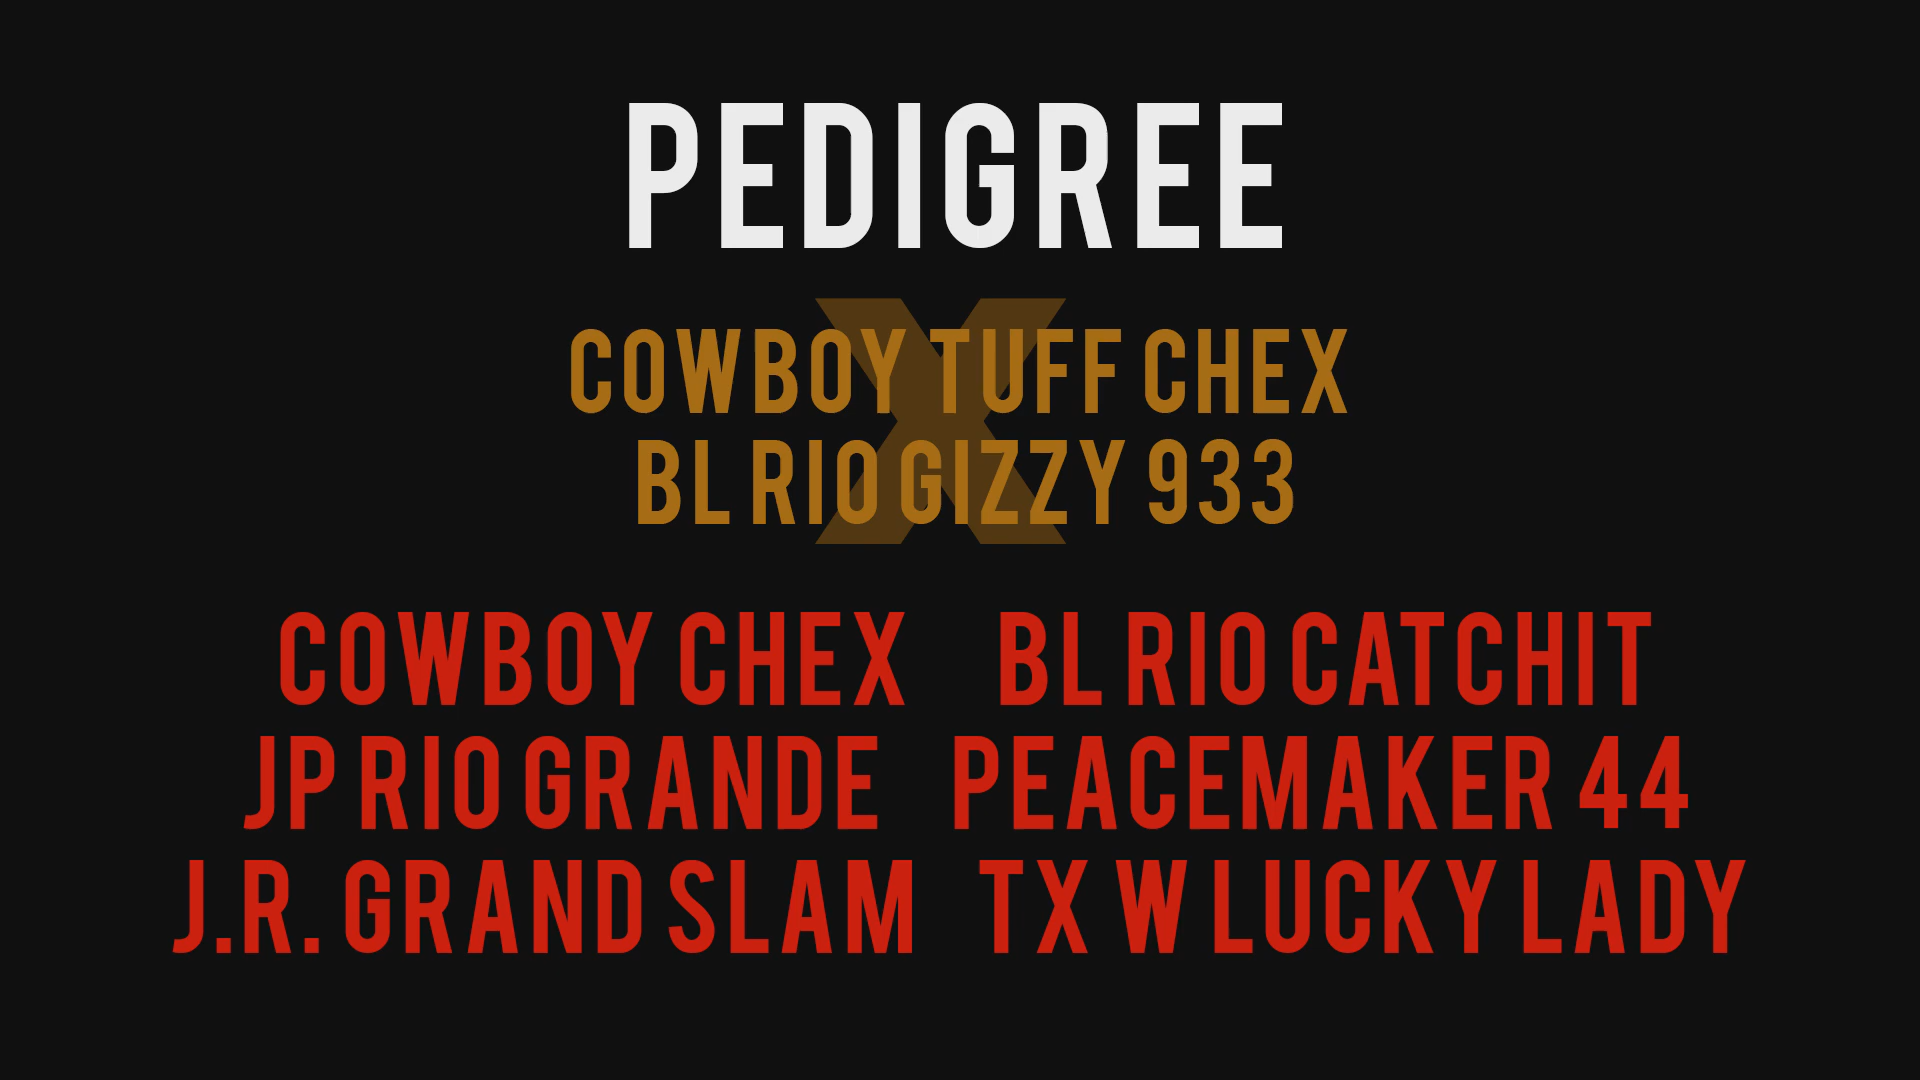 PEDIGREE
X
COWBOY TUFF CHEX
BL RIO GIZZY 933
COWBOY CHEX BL RIO CATCHIT
JP RIO GRANDE PEACEMAKER 44
J.R. GRAND SLAM TX W LUCKY LADY